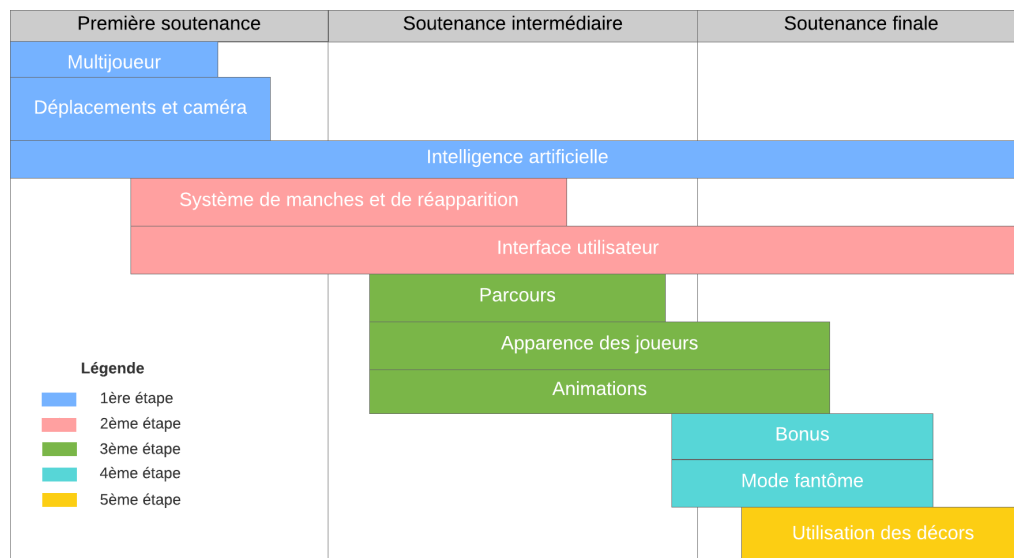 Première soutenance
Soutenance intermédiaire
Soutenance finale
Multijoueur
Déplacements et caméra
Intelligence artificielle
Système de manches et de réapparition
Interface utilisateur
Parcours
Apparence des joueurs
Animations
Bonus
Mode fantôme
Utilisation des décors
Légende
1ère étape
2ème étape
3ème étape
4ème étape
5ème étape